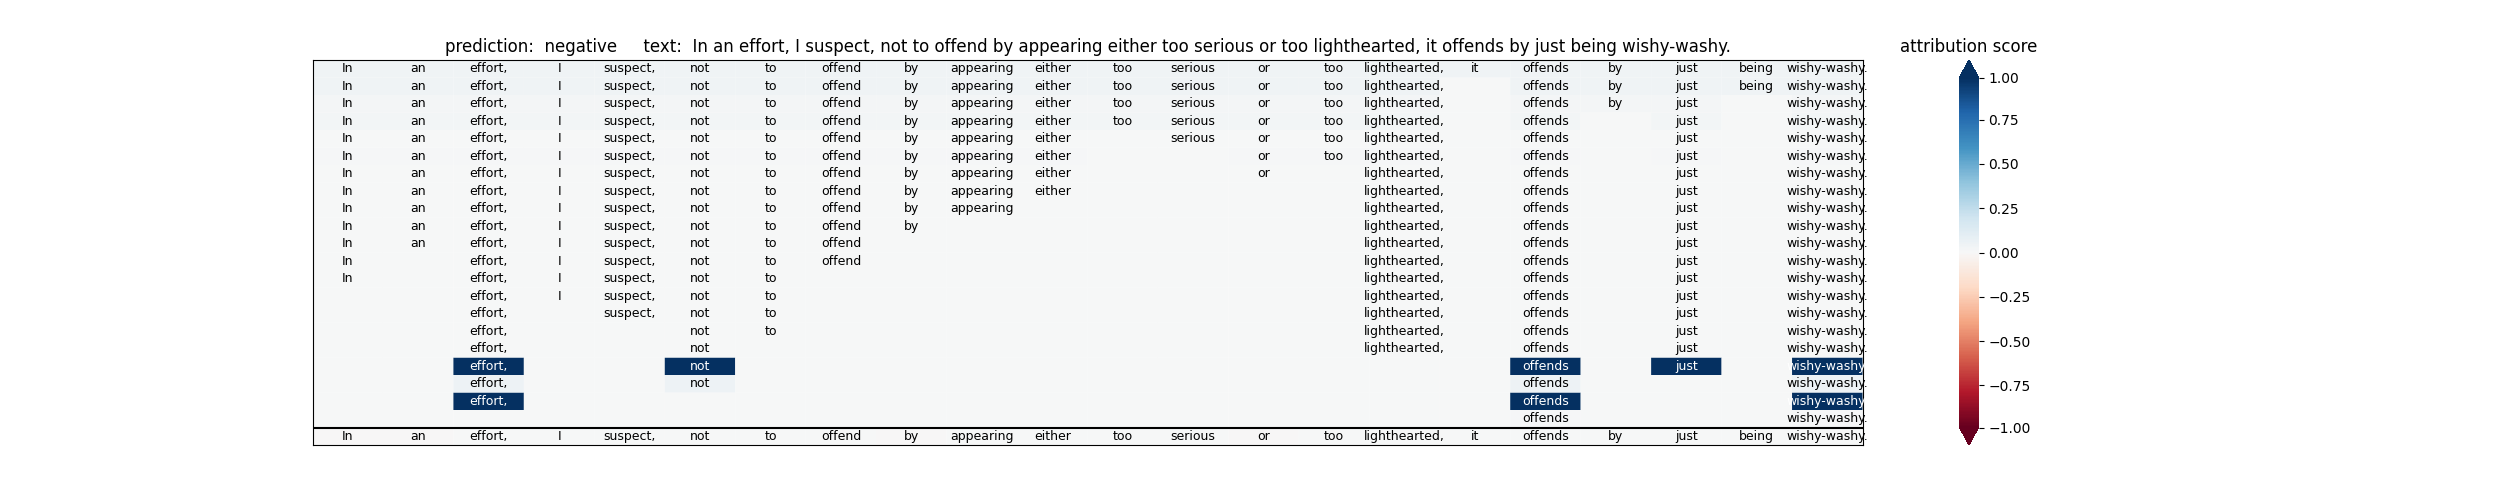 prediction: negative text: In an effort, I suspect, not to offend by appearing either too serious or too lighthearted, it offends by just being wishy-washy.
attribution score
In an effort, I suspect, not to offend by appearing either too serious or too lighthearted, it offends by just being wishy-washy.
In an effort, I suspect, not to offend by appearing either too serious or too lighthearted, offends by just being wishy-washy.
In an effort, I suspect, not to offend by appearing either too serious or too lighthearted, offends by just wishy-washy.
In an effort, I suspect, not to offend by appearing either too serious or too lighthearted, offends just wishy-washy.
In an effort, I suspect, not to offend by appearing either serious or too lighthearted, offends just wishy-washy.
In an effort, I suspect, not to offend by appearing either or too lighthearted, offends just wishy-washy.
In an effort, I suspect, not to offend by appearing either or lighthearted, offends just wishy-washy.
In an effort, I suspect, not to offend by appearing either lighthearted, offends just wishy-washy.
In an effort, I suspect, not to offend by appearing lighthearted, offends just wishy-washy.
In an effort, I suspect, not to offend by lighthearted, offends just wishy-washy.
In an effort, I suspect, not to offend lighthearted, offends just wishy-washy.
In effort, I suspect, not to offend lighthearted, offends just wishy-washy.
In effort, I suspect, not to lighthearted, offends just wishy-washy.
effort, I suspect, not to lighthearted, offends just wishy-washy.
effort, suspect, not to lighthearted, offends just wishy-washy.
effort, not to lighthearted, offends just wishy-washy.
effort, not lighthearted, offends just wishy-washy.
effort, not offends just wishy-washy.
effort, not offends wishy-washy.
effort, offends wishy-washy.
offends wishy-washy.
In an effort, I suspect, not to offend by appearing either too serious or too lighthearted, it offends by just being wishy-washy.
1.00
0.75
0.50
0.25
0.00
−0.25
−0.50
−0.75
−1.00